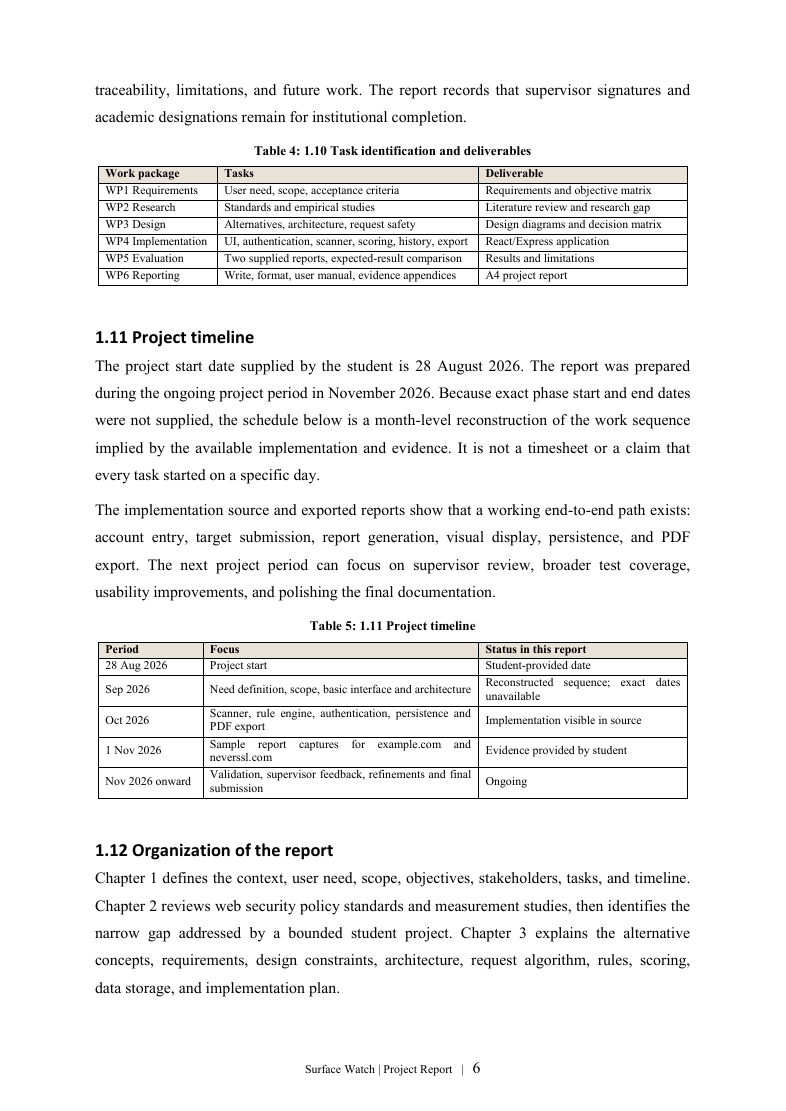 traceability, limitations, and future work. The report records that supervisor signatures and
academic designations remain for institutional completion.
Table 4: 1.10 Task identification and deliverables
Work package Tasks Deliverable
WP1 Requirements User need, scope, acceptance criteria Requirements and objective matrix
WP2 Research Standards and empirical studies Literature review and research gap
WP3 Design Alternatives, architecture, request safety Design diagrams and decision matrix
WP4 Implementation UI, authentication, scanner, scoring, history, export React/Express application
WP5 Evaluation Two supplied reports, expected-result comparison Results and limitations
WP6 Reporting Write, format, user manual, evidence appendices A4 project report
1.11 Project timeline
The project start date supplied by the student is 28 August 2026. The report was prepared
during the ongoing project period in November 2026. Because exact phase start and end dates
were not supplied, the schedule below is a month-level reconstruction of the work sequence
implied by the available implementation and evidence. It is not a timesheet or a claim that
every task started on a specific day.
The implementation source and exported reports show that a working end-to-end path exists:
account entry, target submission, report generation, visual display, persistence, and PDF
export. The next project period can focus on supervisor review, broader test coverage,
usability improvements, and polishing the final documentation.
Table 5: 1.11 Project timeline
Period Focus Status in this report
28 Aug 2026 Project start Student-provided date
Sep 2026 Need definition, scope, basic interface and architecture Reconstructed sequence; exact dates
unavailable
Oct 2026 Scanner, rule engine, authentication, persistence and
PDF export Implementation visible in source
1 Nov 2026 Sample report captures for example.com and
neverssl.com Evidence provided by student
Nov 2026 onward Validation, supervisor feedback, refinements and final
submission Ongoing
1.12 Organization of the report
Chapter 1 defines the context, user need, scope, objectives, stakeholders, tasks, and timeline.
Chapter 2 reviews web security policy standards and measurement studies, then identifies the
narrow gap addressed by a bounded student project. Chapter 3 explains the alternative
concepts, requirements, design constraints, architecture, request algorithm, rules, scoring,
data storage, and implementation plan.
Surface Watch | Project Report | 6